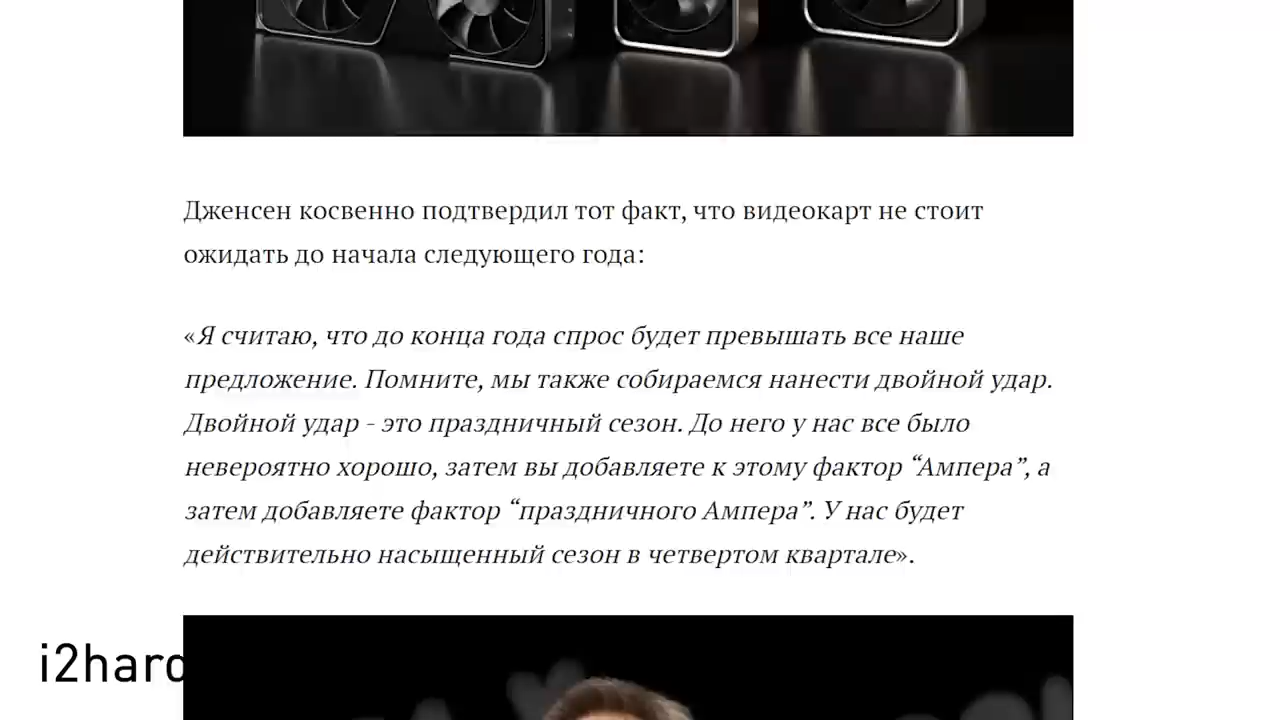 Дженсен косвенно подтвердил тот факт, что видеокарт не стоит
ожидать до начала следующего года:
«Я считаю, что до конца года спрос будет превышать все наше
предложение. Помните, мы также собираемся нанести двойной удар.
Двойной удар - это праздничный сезон. До него у нас все было
невероятно хорошо, затем вы добавляете к этому фактор “Ампера”, а
затем добавляете фактор “праздничного Ампера”. У нас будет
действительно насыщенный сезон в четвертом квартале».
i2hard